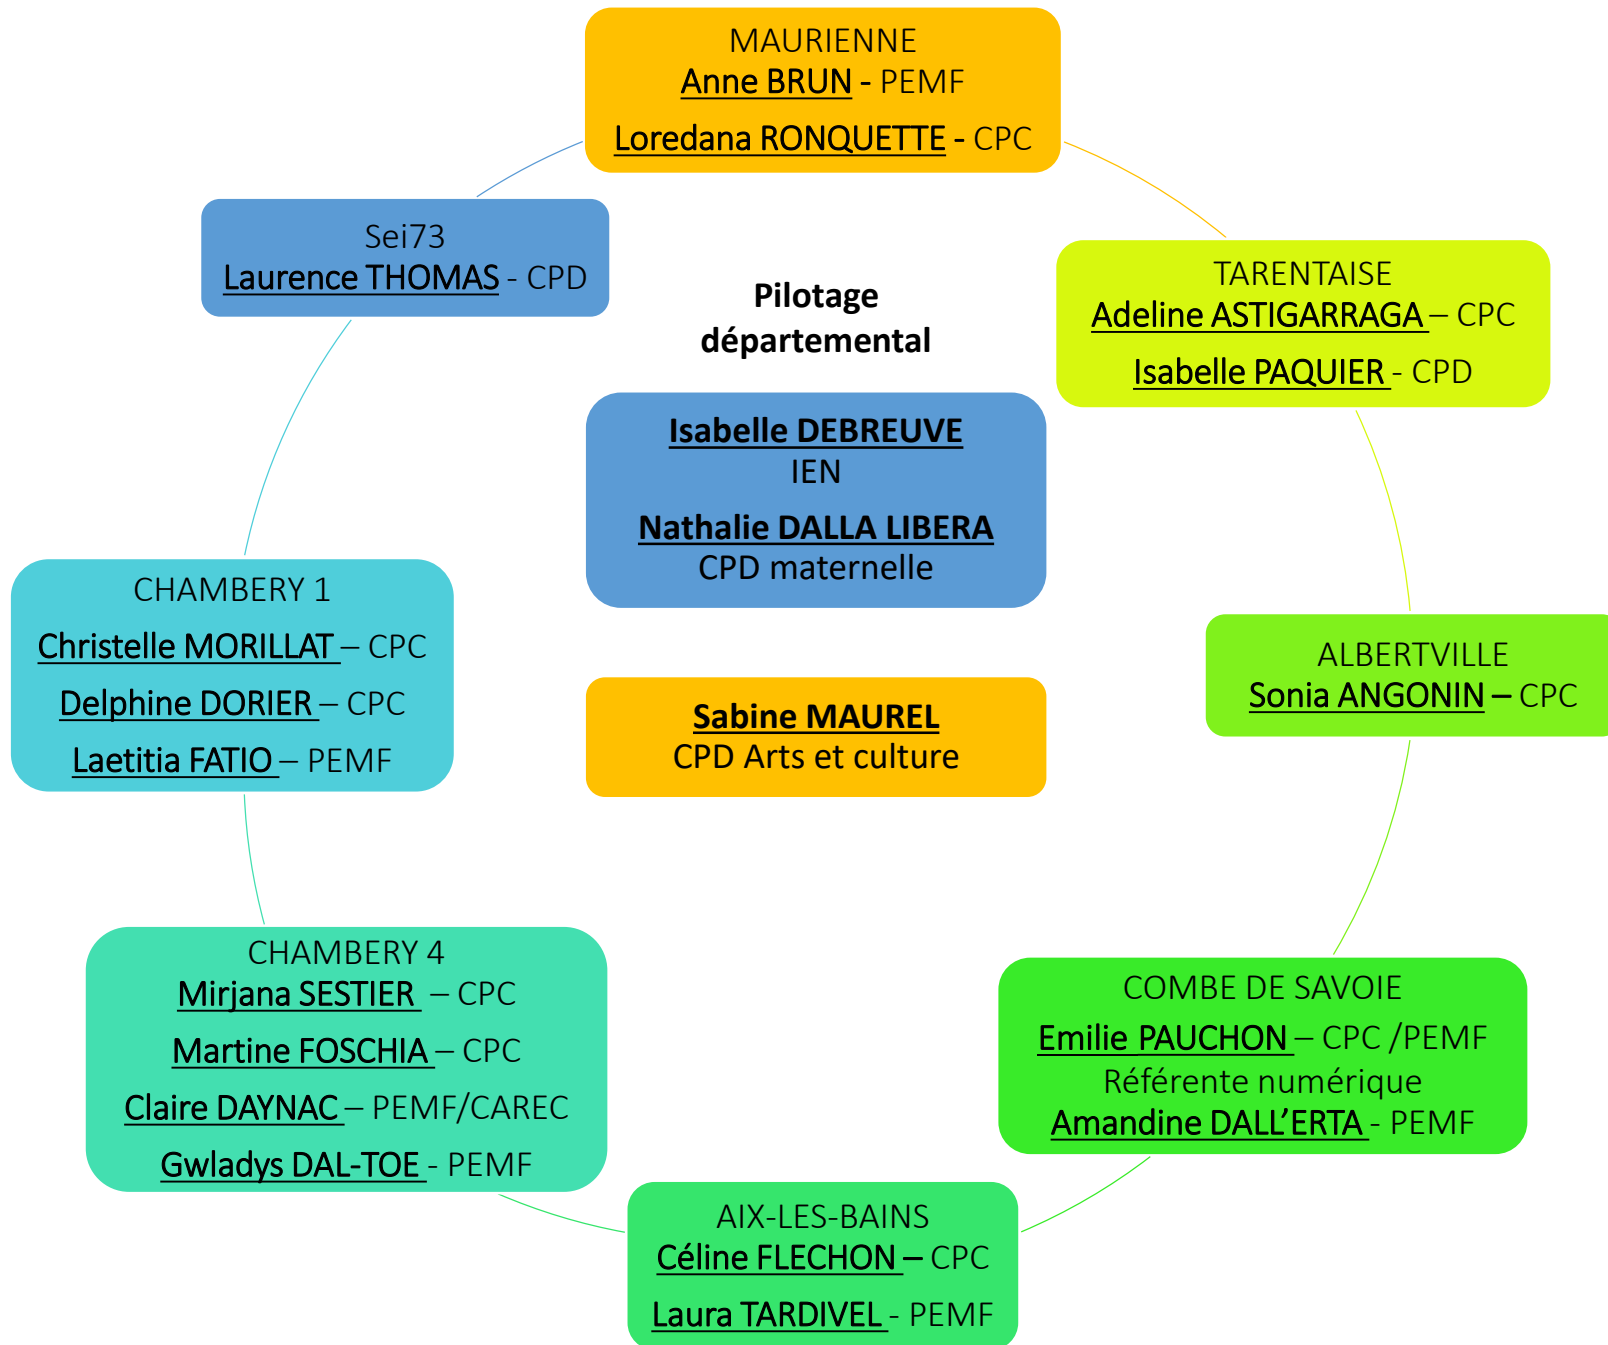 MAURIENNE
Anne BRUN - PEMF
Loredana RONQUETTE - CPC
Sei73
Laurence THOMAS - CPD
TARENTAISE
Adeline ASTIGARRAGA – CPC
Isabelle PAQUIER - CPD
Pilotage
départemental
Isabelle DEBREUVE
IEN
Nathalie DALLA LIBERA
CPD maternelle
Sabine MAUREL
CPD Arts et culture
CHAMBERY 1
Christelle MORILLAT – CPC
Delphine DORIER – CPC
Laetitia FATIO – PEMF
ALBERTVILLE
Sonia ANGONIN – CPC
CHAMBERY 4
Mirjana SESTIER – CPC
Martine FOSCHIA – CPC
Claire DAYNAC – PEMF/CAREC
Gwladys DAL-TOE - PEMF
COMBE DE SAVOIE
Emilie PAUCHON – CPC /PEMF
Référente numérique
Amandine DALL’ERTA - PEMF
AIX-LES-BAINS
Céline FLECHON – CPC
Laura TARDIVEL - PEMF